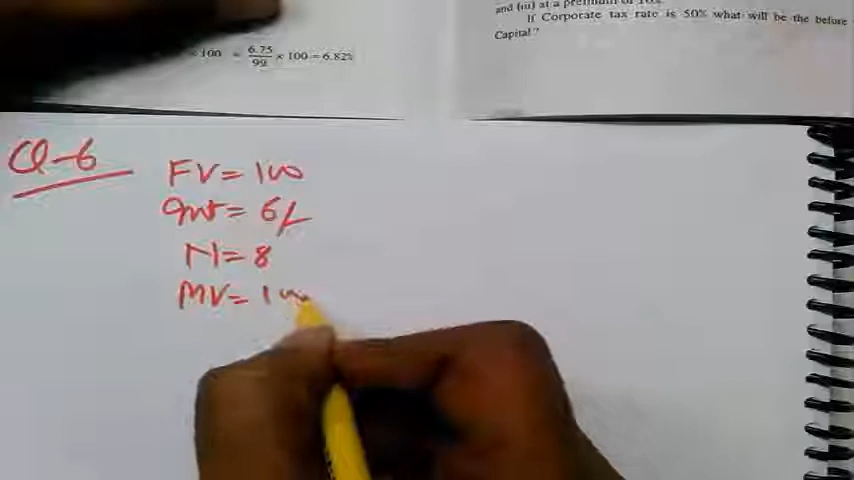 and (iii) at a premium of 10%
If Corporate tax rate is 50% what will be the before
Capital?
× 100 = 6.75/99 × 100 = 6.82%
Q-6
FV = 100
Int = 6%
N = 8
MV = 100